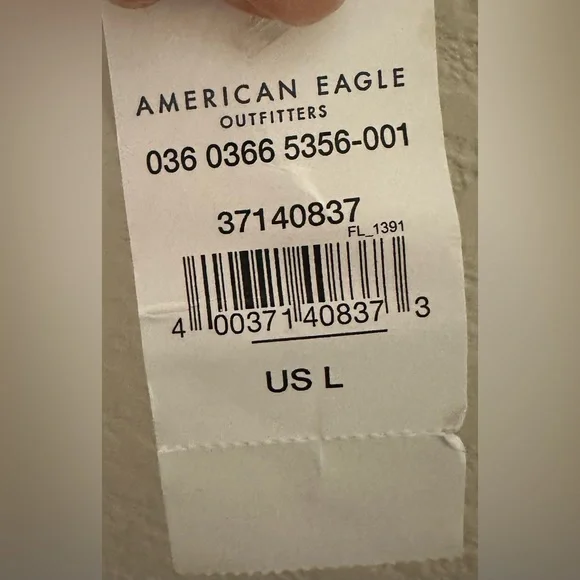 AMERICAN EAGLE
OUTFITTERS
036 0366 5356-001
37140837
FL_1391
4 00371 40837 3
US L